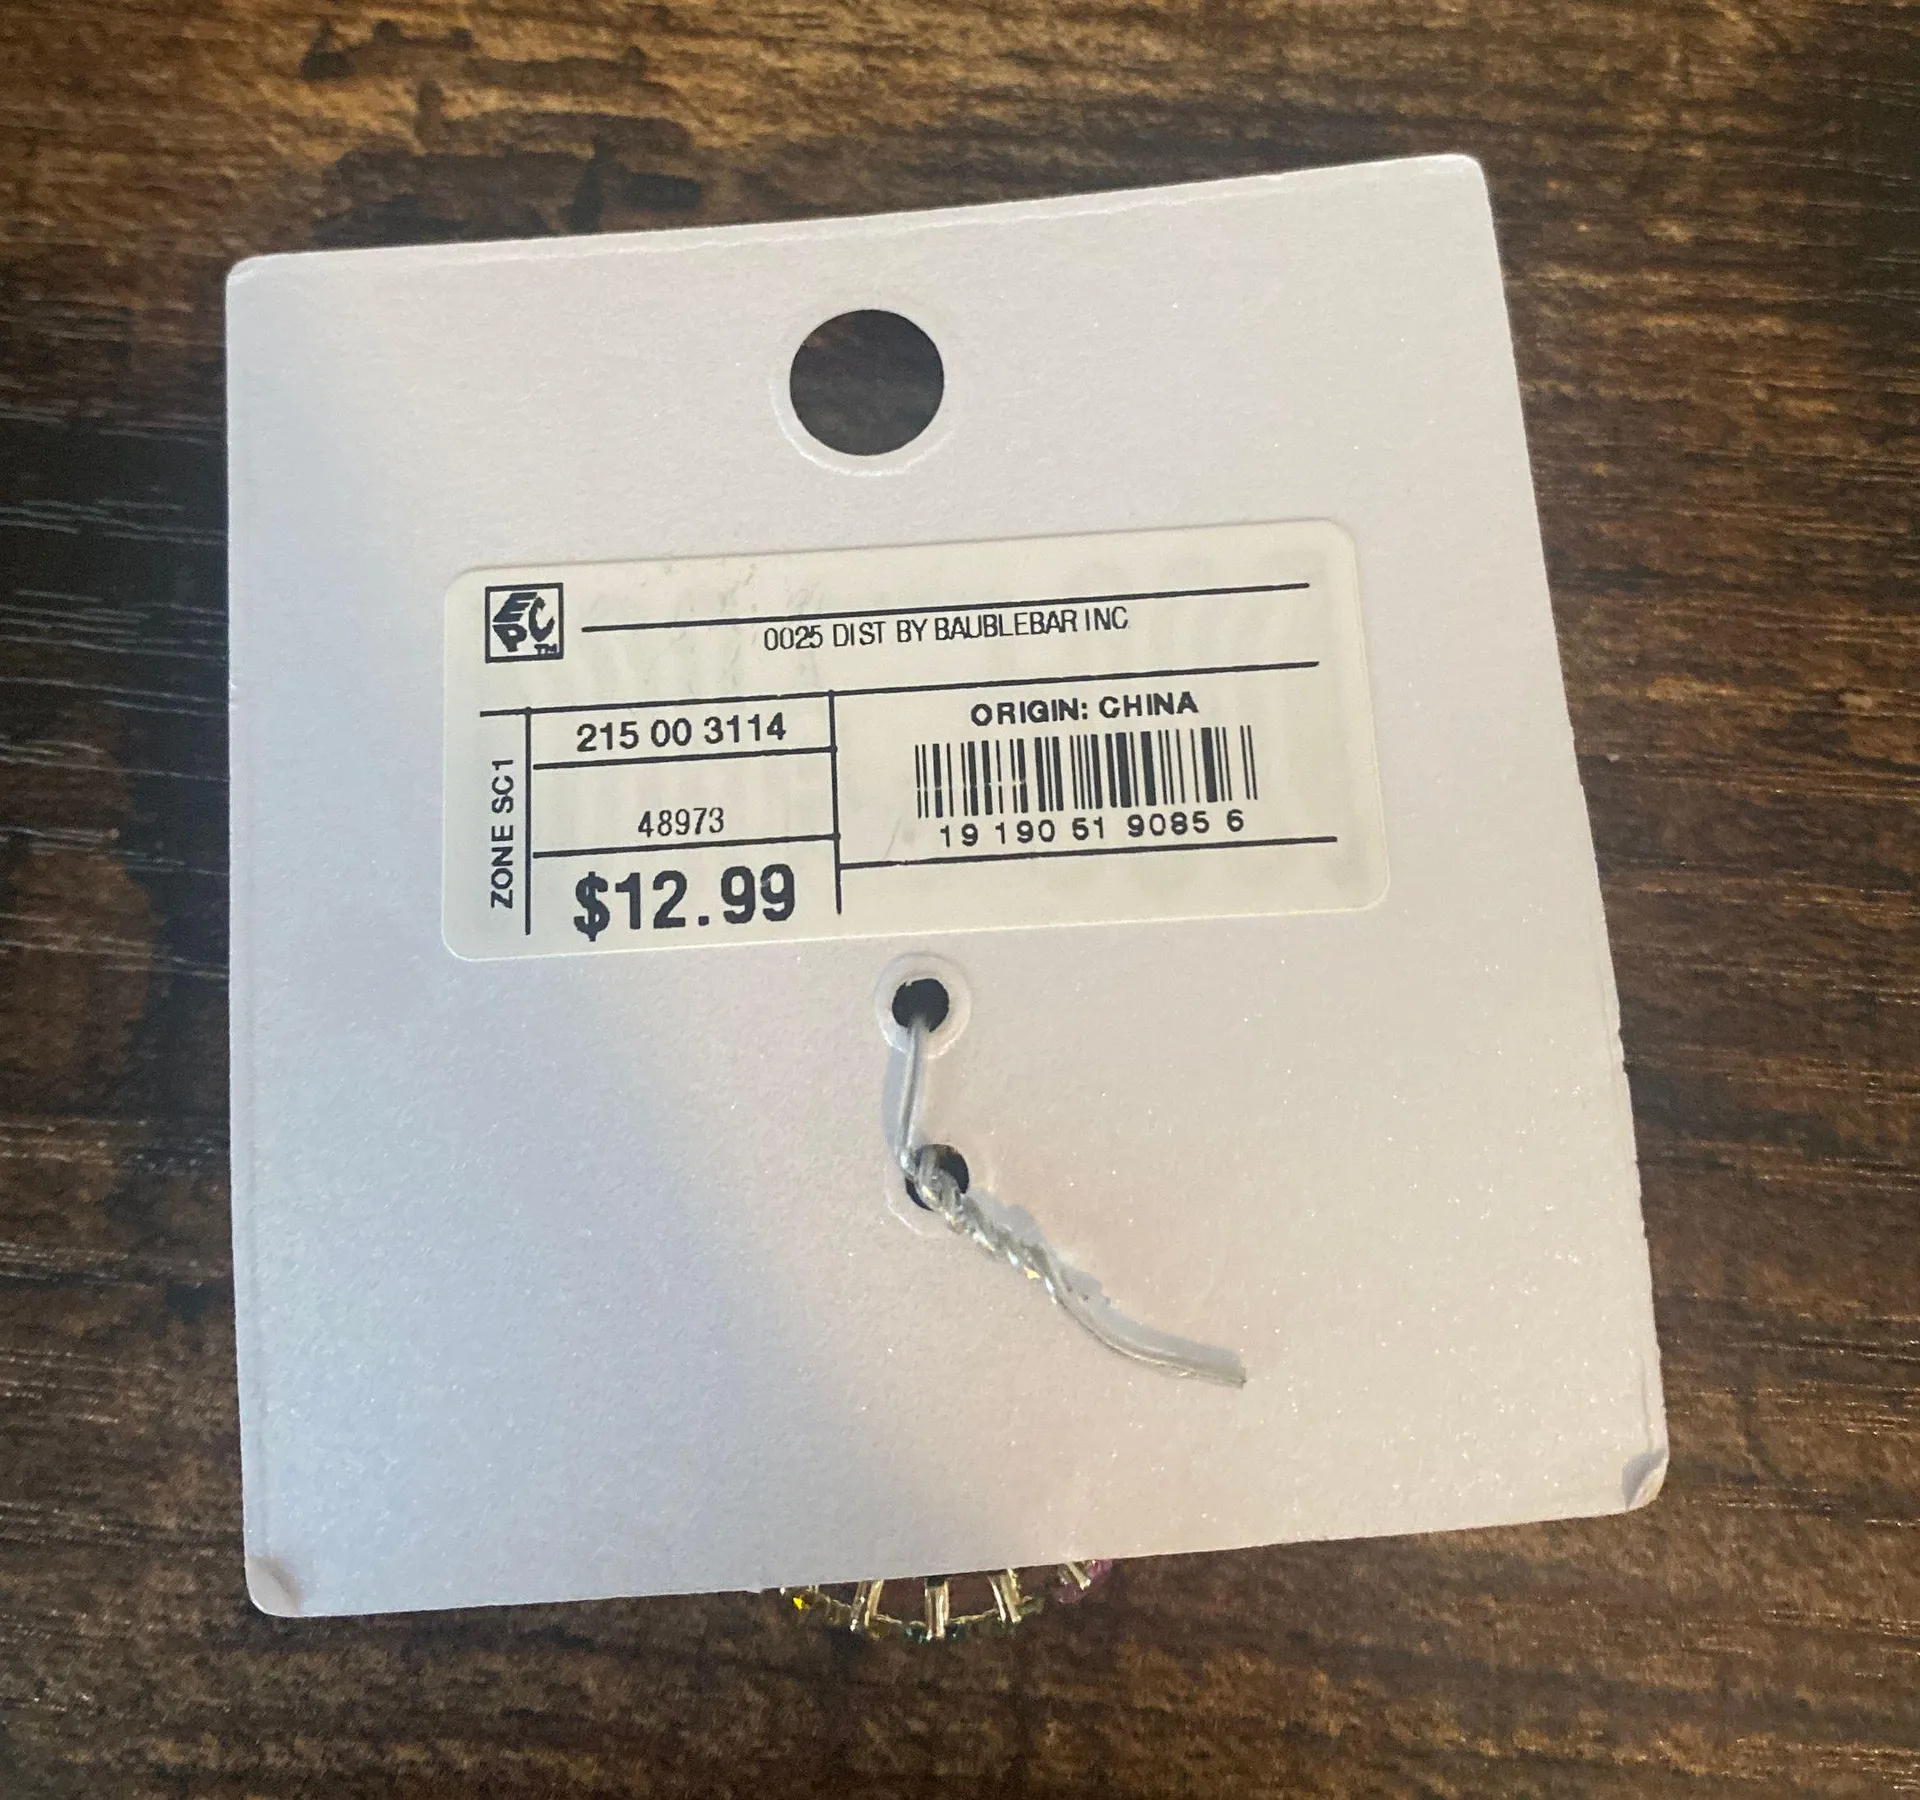 EPC™
0025 DIST BY BAUBLEBAR INC
ZONE SC1
215 00 3114
48973
$12.99
ORIGIN: CHINA
19 190 51 9085 6